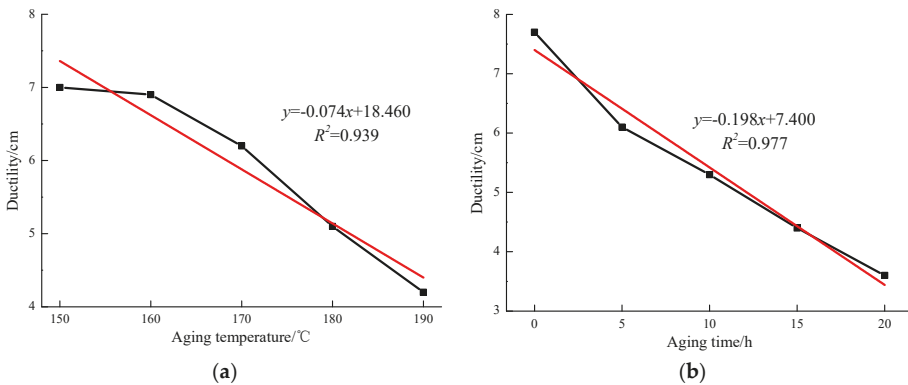 8
7
6
5
4
150
160
170
180
190
Ductility/cm
Aging temperature/℃
y=-0.074x+18.460
R²=0.939
(a)
8
7
6
5
4
3
0
5
10
15
20
Ductility/cm
Aging time/h
y=-0.198x+7.400
R²=0.977
(b)